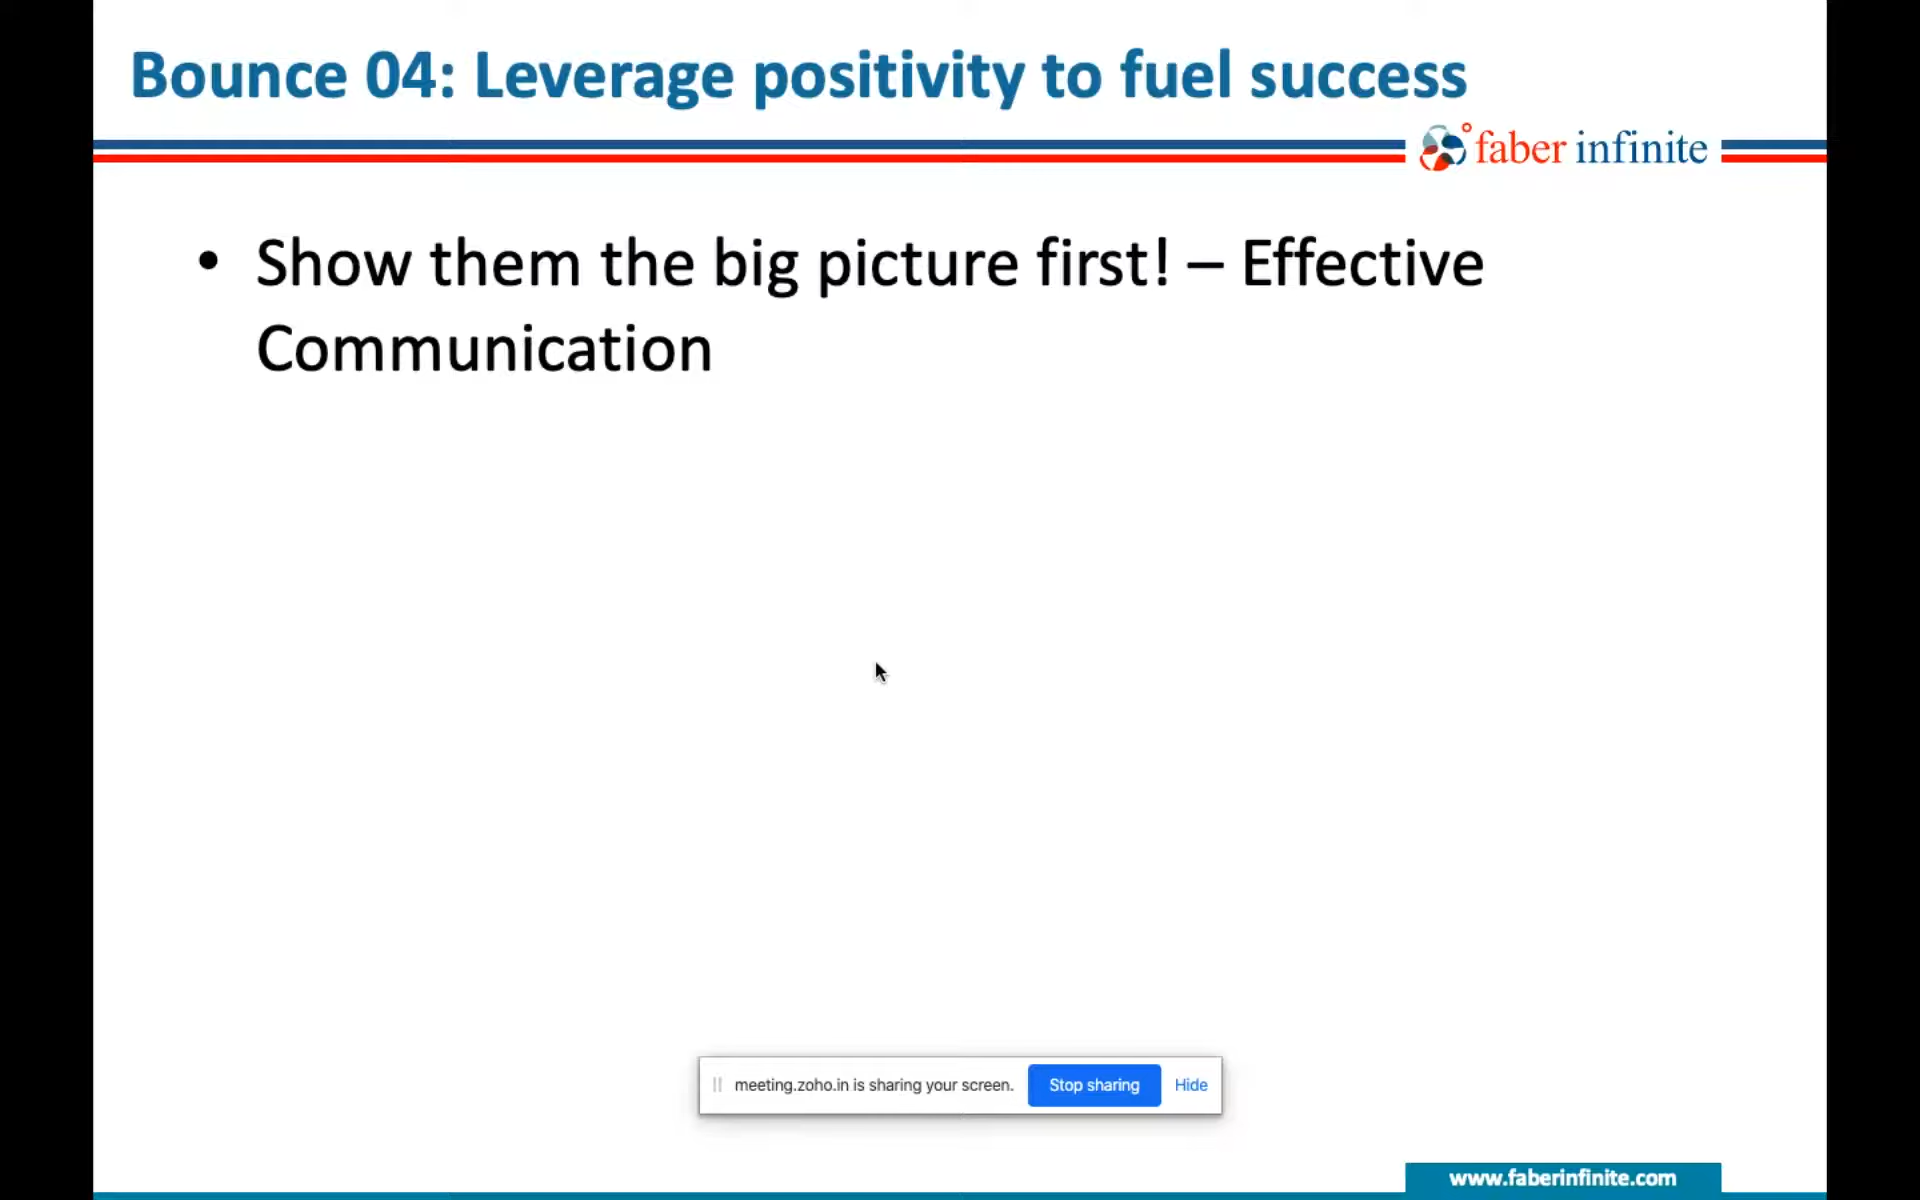 Bounce 04: Leverage positivity to fuel success
faber infinite
• Show them the big picture first! – Effective
Communication
meeting.zoho.in is sharing your screen. Stop sharing Hide
www.faberinfinite.com